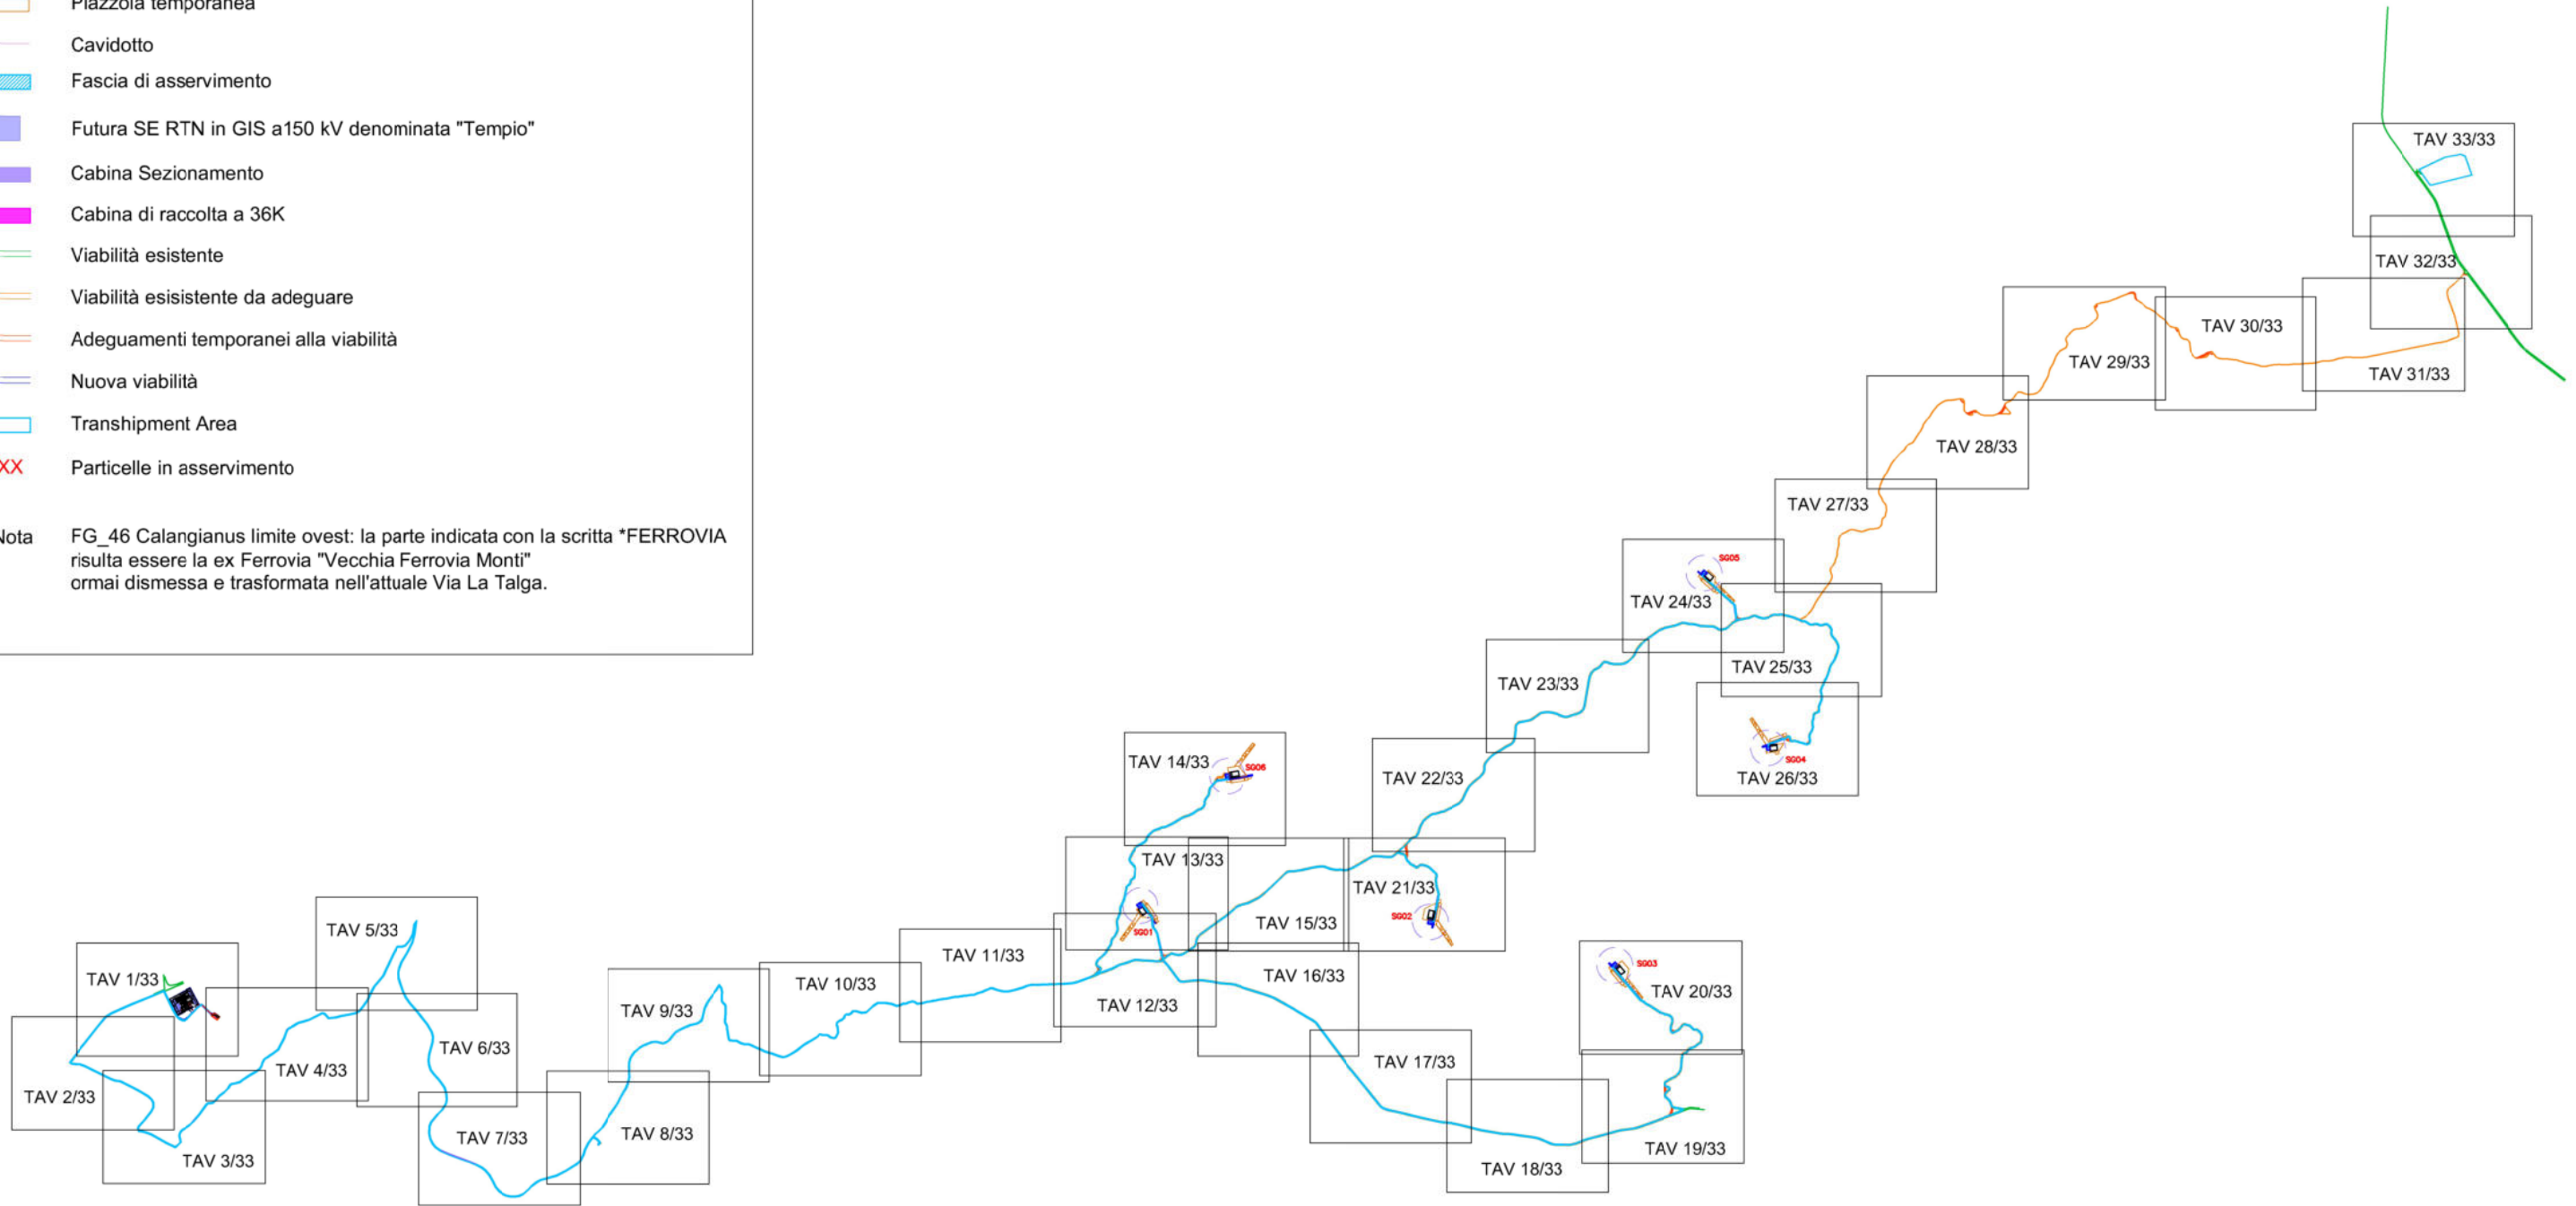 Piazzola temporanea
Cavidotto
Fascia di asservimento
Futura SE RTN in GIS a150 kV denominata "Tempio"
Cabina Sezionamento
Cabina di raccolta a 36K
Viabilità esistente
Viabilità esisistente da adeguare
Adeguamenti temporanei alla viabilità
Nuova viabilità
Transhipment Area
XX Particelle in asservimento
Nota FG_46 Calangianus limite ovest: la parte indicata con la scritta *FERROVIA
risulta essere la ex Ferrovia "Vecchia Ferrovia Monti"
ormai dismessa e trasformata nell'attuale Via La Talga.
TAV 33/33
TAV 32/33
TAV 30/33
TAV 29/33
TAV 31/33
TAV 28/33
TAV 27/33
SG05
TAV 24/33
TAV 25/33
TAV 23/33
SG04
TAV 26/33
TAV 14/33
SG06
TAV 22/33
TAV 13/33
TAV 21/33
SG02
TAV 15/33
SG01
TAV 5/33
TAV 11/33
SG03
TAV 20/33
TAV 1/33
TAV 10/33
TAV 16/33
TAV 12/33
TAV 9/33
TAV 6/33
TAV 17/33
TAV 4/33
TAV 2/33
TAV 7/33
TAV 8/33
TAV 19/33
TAV 3/33
TAV 18/33